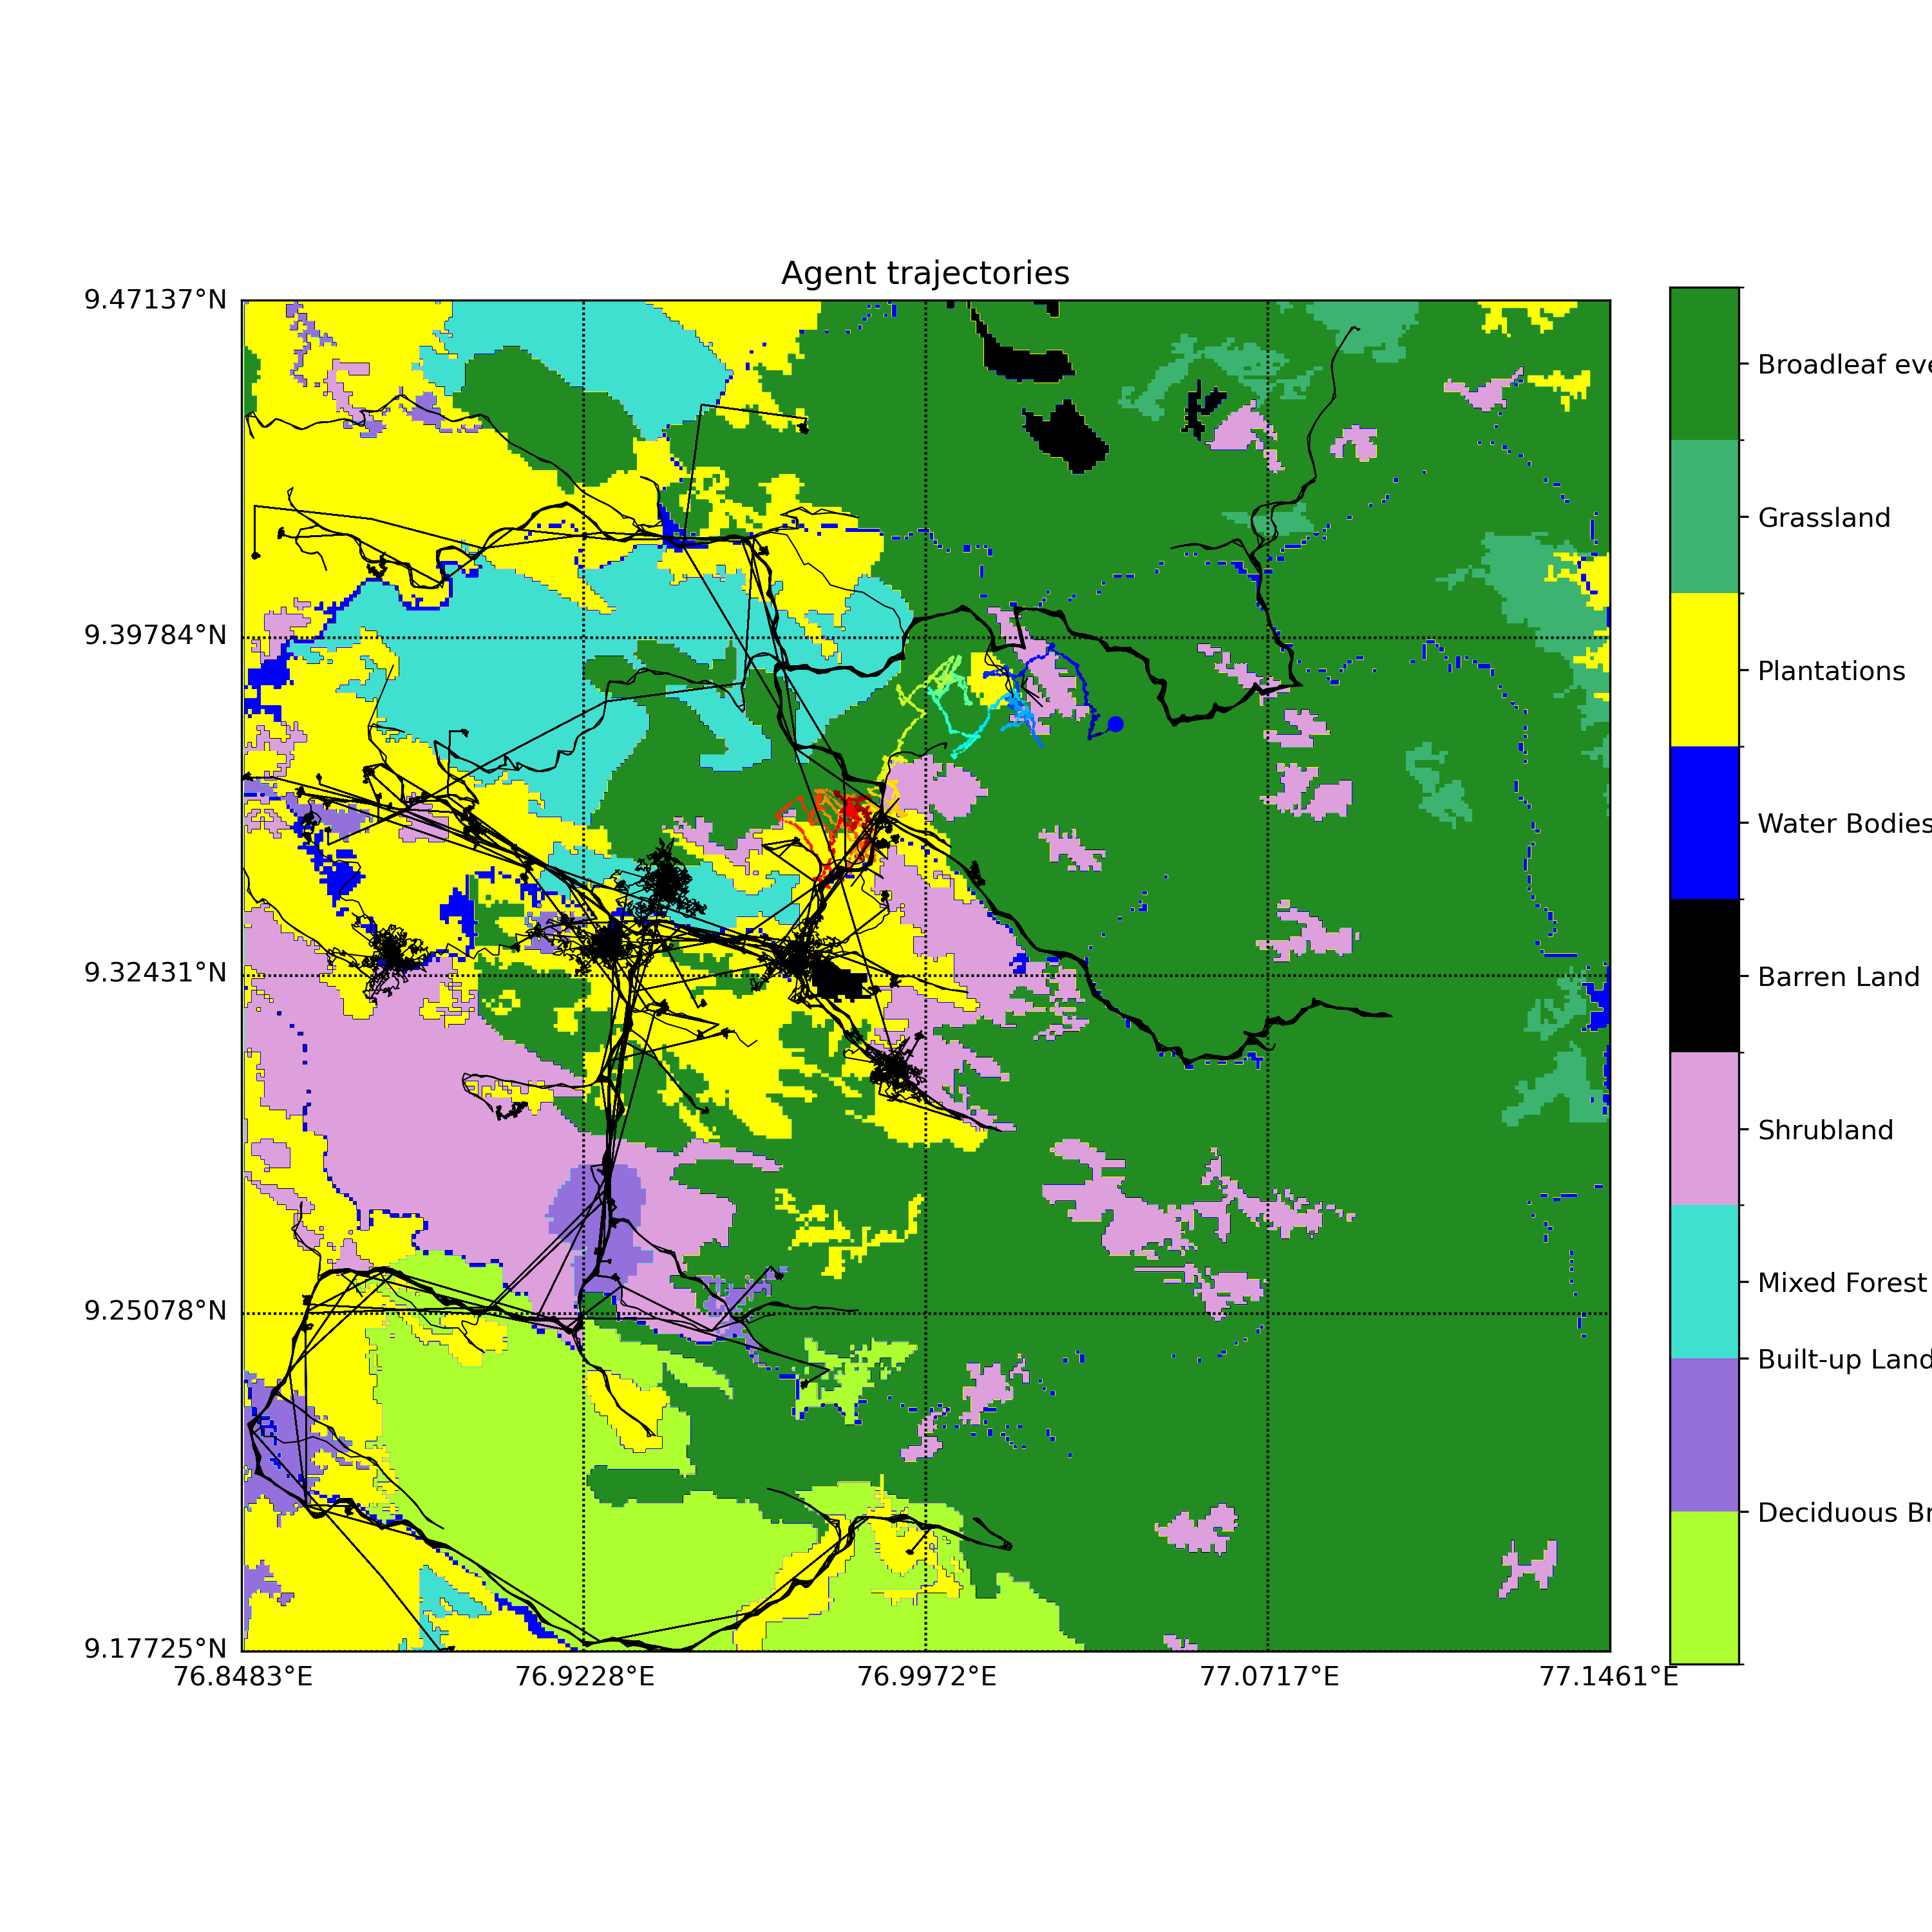 Agent trajectories
9.47137°N
9.39784°N
9.32431°N
9.25078°N
9.17725°N
76.8483°E
76.9228°E
76.9972°E
77.0717°E
77.1461°E
Broadleaf eve
Grassland
Plantations
Water Bodies
Barren Land
Shrubland
Mixed Forest
Built-up Land
Deciduous Br